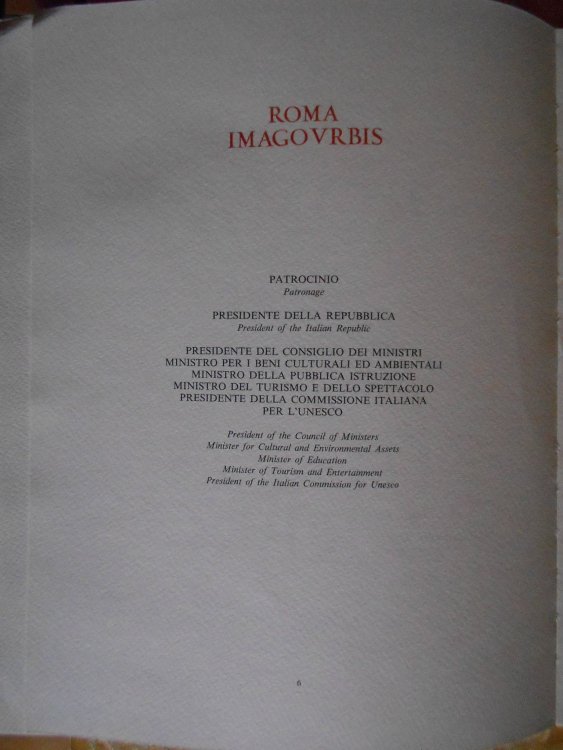 ROMA
IMAGOVRBIS
PATROCINIO
Patronage
PRESIDENTE DELLA REPUBBLICA
President of the Italian Republic
PRESIDENTE DEL CONSIGLIO DEI MINISTRI
MINISTRO PER I BENI CULTURALI ED AMBIENTALI
MINISTRO DELLA PUBBLICA ISTRUZIONE
MINISTRO DEL TURISMO E DELLO SPETTACOLO
PRESIDENTE DELLA COMMISSIONE ITALIANA
PER L'UNESCO
President of the Council of Ministers
Minister for Cultural and Environmental Assets
Minister of Education
Minister of Tourism and Entertainment
President of the Italian Commission for Unesco
6